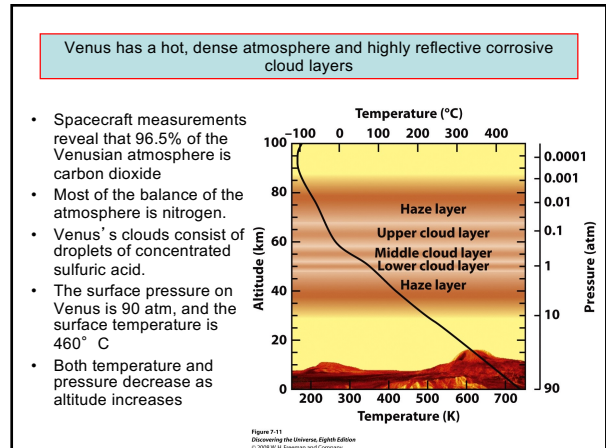 Venus has a hot, dense atmosphere and highly reflective corrosive
cloud layers
• Spacecraft measurements
reveal that 96.5% of the
Venusian atmosphere is
carbon dioxide
• Most of the balance of the
atmosphere is nitrogen.
• Venus's clouds consist of
droplets of concentrated
sulfuric acid.
• The surface pressure on
Venus is 90 atm, and the
surface temperature is
460° C
• Both temperature and
pressure decrease as
altitude increases
Temperature (°C)
–100 0 100 200 300 400
Altitude (km)
100
80
60
40
20
0
Haze layer
Upper cloud layer
Middle cloud layer
Lower cloud layer
Haze layer
0.0001
0.001
0.01
0.1
1
10
90
Pressure (atm)
200 300 400 500 600 700
Temperature (K)
Figure 7-11
Discovering the Universe, Eighth Edition
© 2008 W. H. Freeman and Company